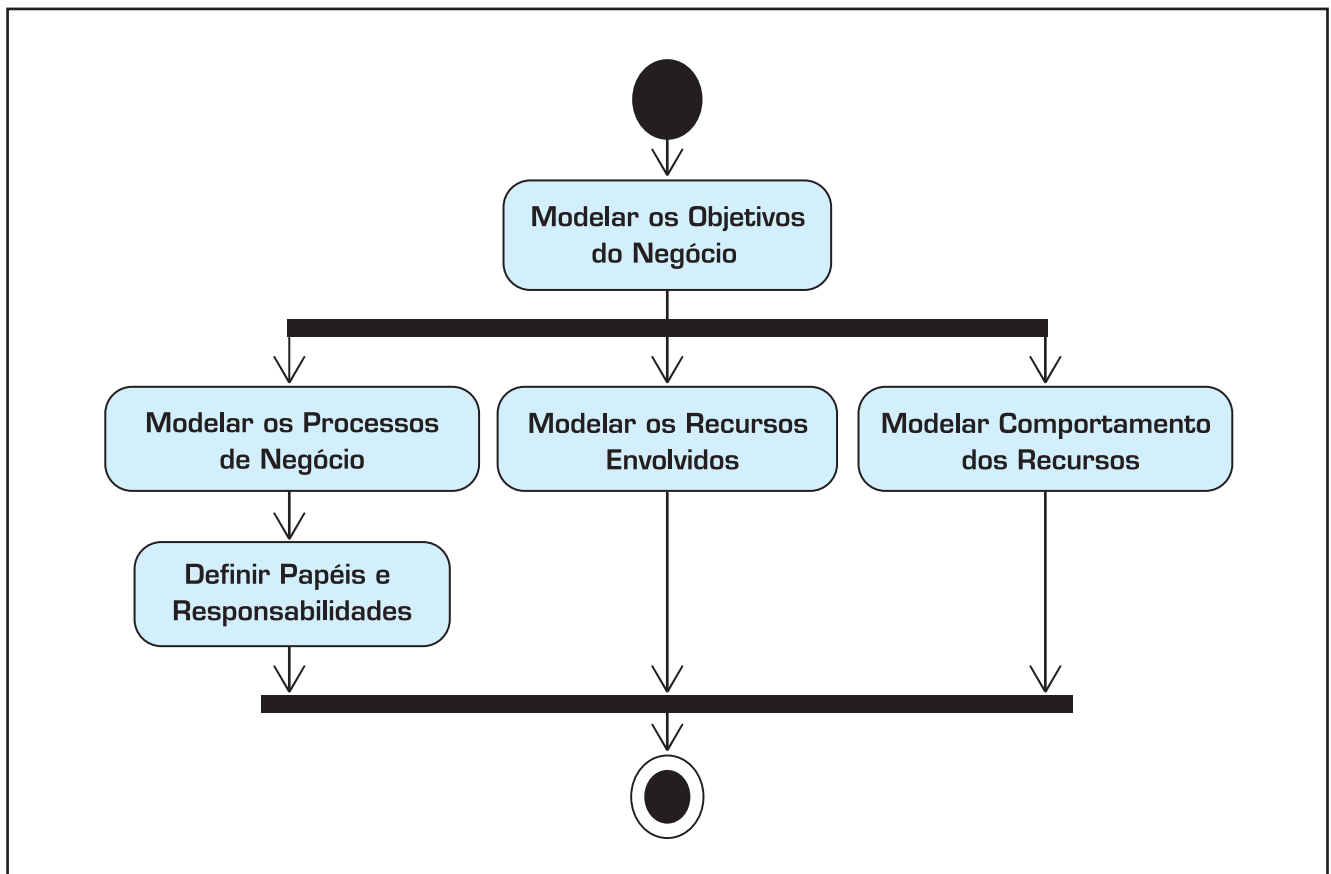 Modelar os Objetivos
do Negócio
Modelar os Processos
de Negócio
Modelar os Recursos
Envolvidos
Modelar Comportamento
dos Recursos
Definir Papéis e
Responsabilidades